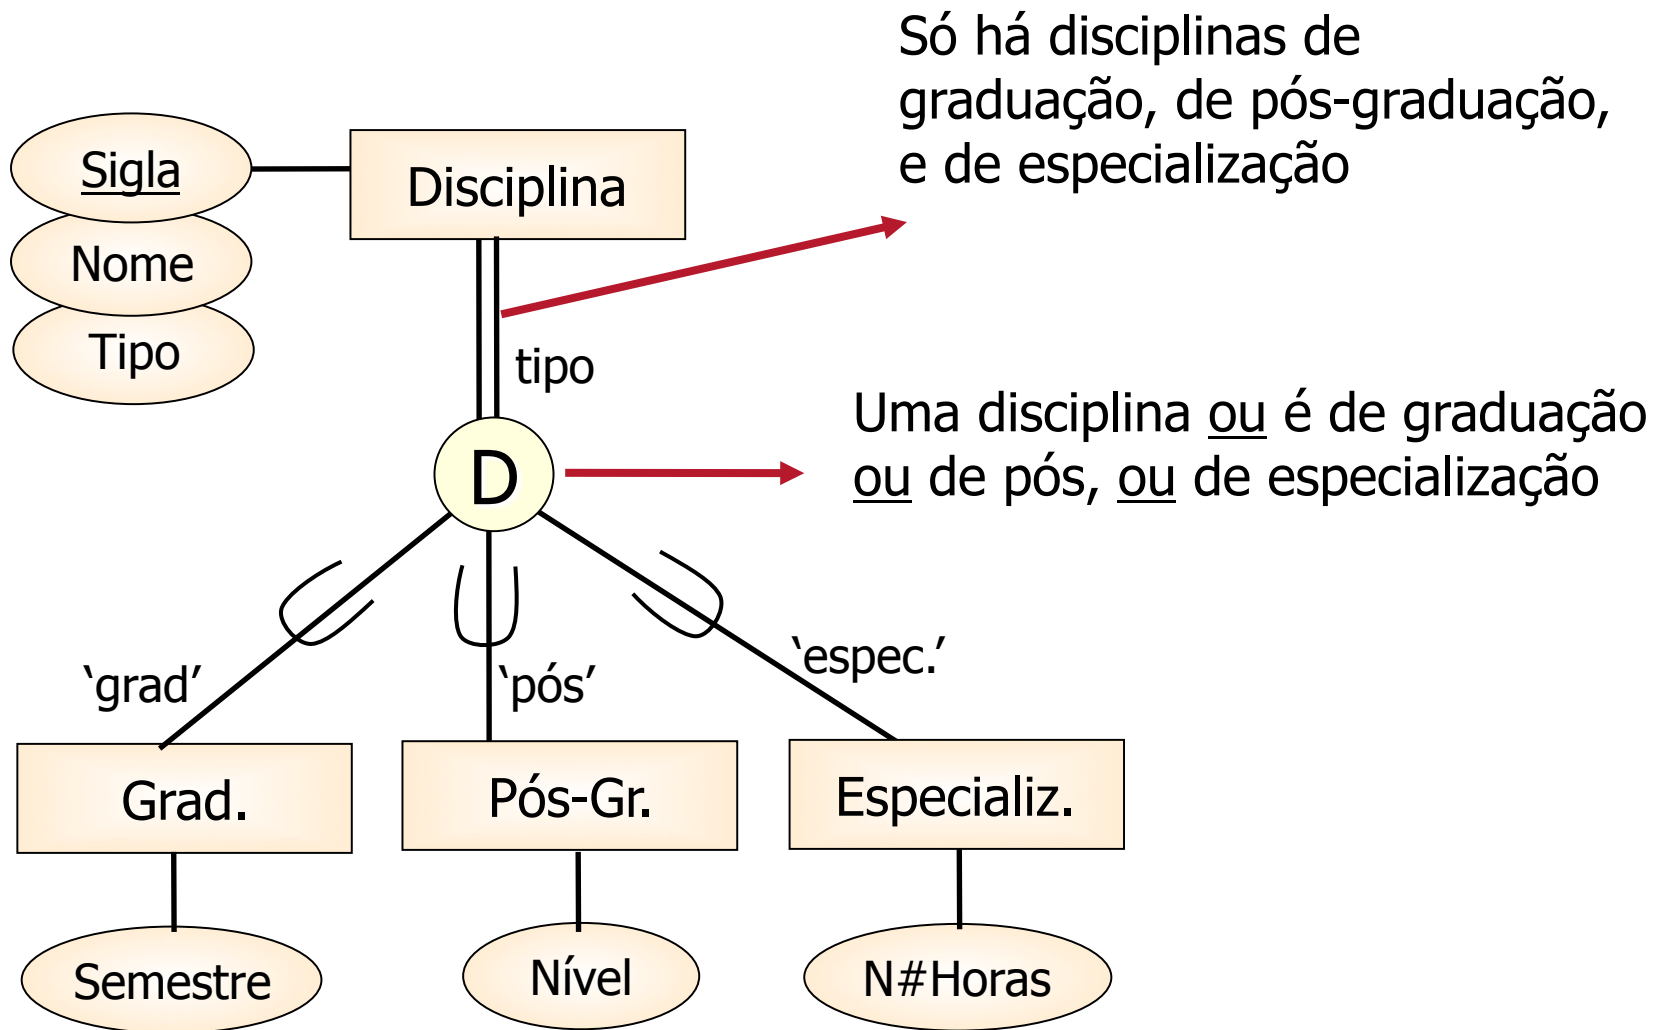 Só há disciplinas de
graduação, de pós-graduação,
e de especialização
Sigla
Disciplina
Nome
Tipo
tipo
Uma disciplina ou é de graduação
ou de pós, ou de especialização
D
‘grad’
‘pós’
‘espec.’
Grad.
Pós-Gr.
Especializ.
Semestre
Nível
N#Horas